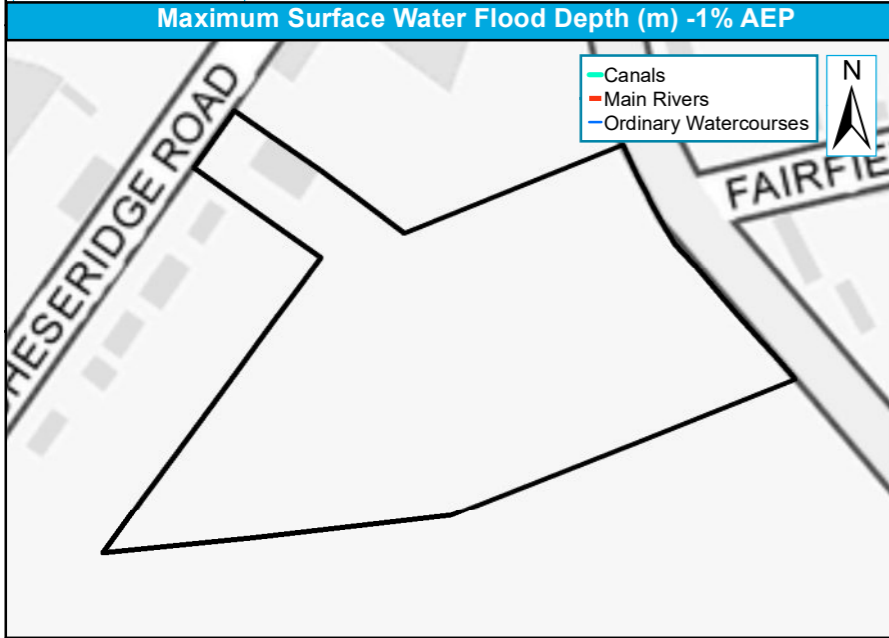 Maximum Surface Water Flood Depth (m) -1% AEP
Canals
Main Rivers
Ordinary Watercourses
N
HESERIDGE ROAD
FAIRFIE